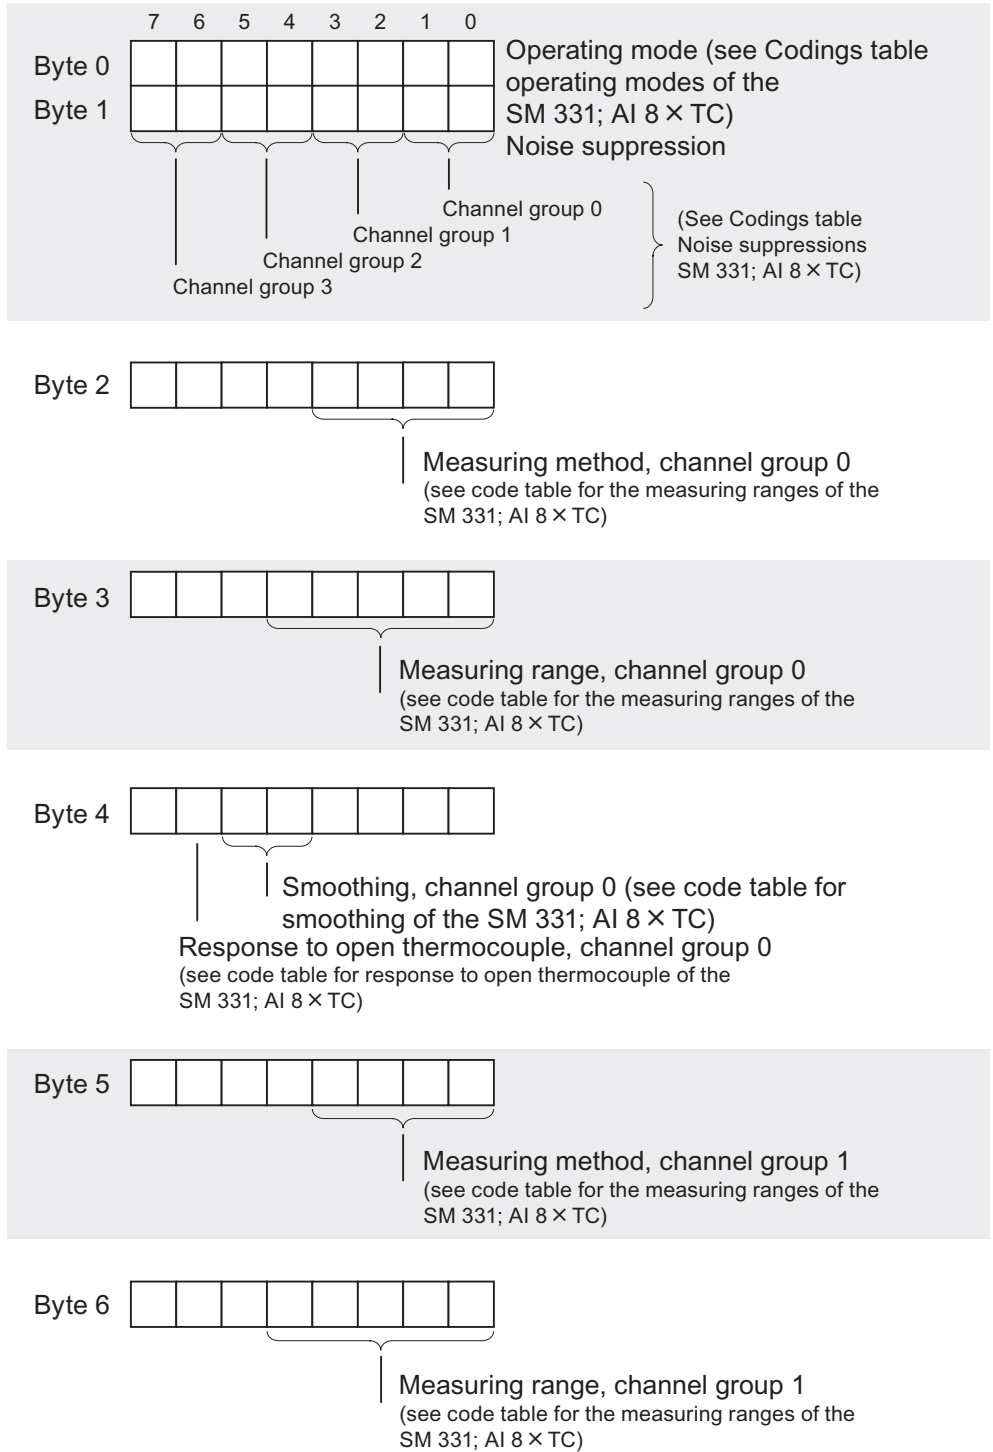 7 6 5 4 3 2 1 0
Byte 0
Byte 1
Operating mode (see Codings table
operating modes of the
SM 331; AI 8 × TC)
Noise suppression
Channel group 0
Channel group 1
Channel group 2
Channel group 3
(See Codings table
Noise suppressions
SM 331; AI 8 × TC)
Byte 2
Measuring method, channel group 0
(see code table for the measuring ranges of the
SM 331; AI 8 × TC)
Byte 3
Measuring range, channel group 0
(see code table for the measuring ranges of the
SM 331; AI 8 × TC)
Byte 4
Smoothing, channel group 0 (see code table for
smoothing of the SM 331; AI 8 × TC)
Response to open thermocouple, channel group 0
(see code table for response to open thermocouple of the
SM 331; AI 8 × TC)
Byte 5
Measuring method, channel group 1
(see code table for the measuring ranges of the
SM 331; AI 8 × TC)
Byte 6
Measuring range, channel group 1
(see code table for the measuring ranges of the
SM 331; AI 8 × TC)